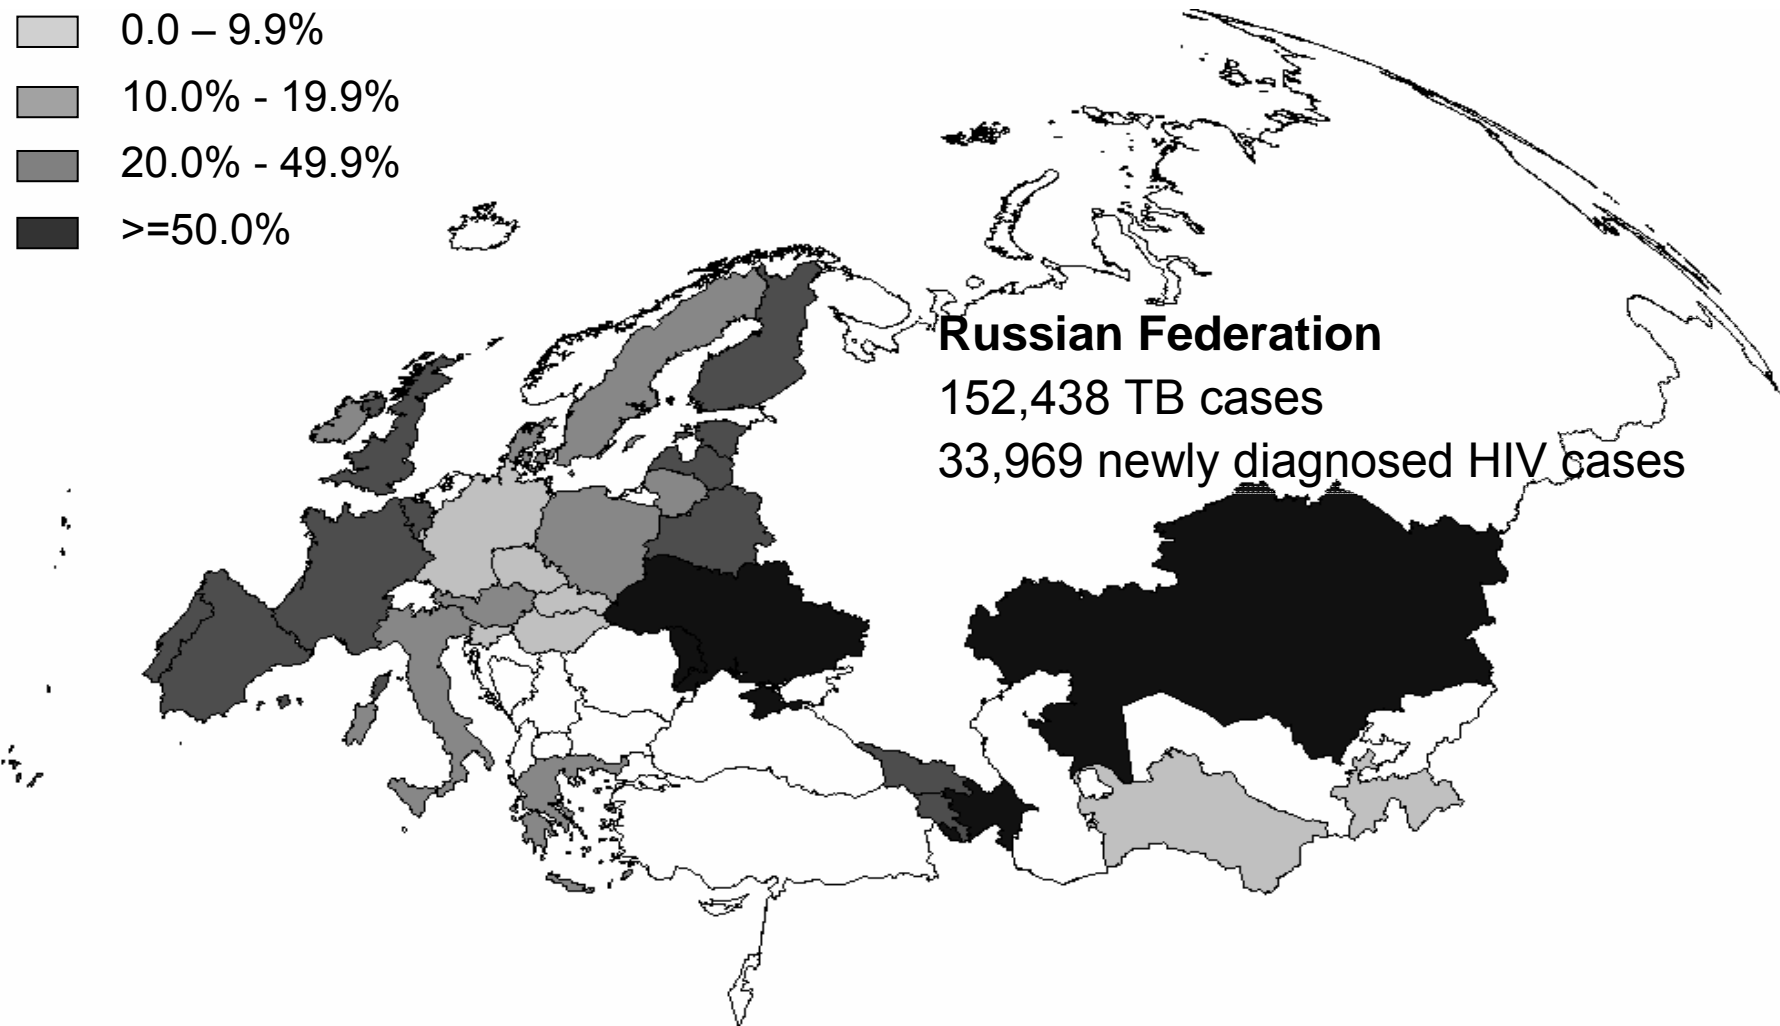 0.0 – 9.9%
10.0% - 19.9%
20.0% - 49.9%
>=50.0%
Russian Federation
152,438 TB cases
33,969 newly diagnosed HIV cases